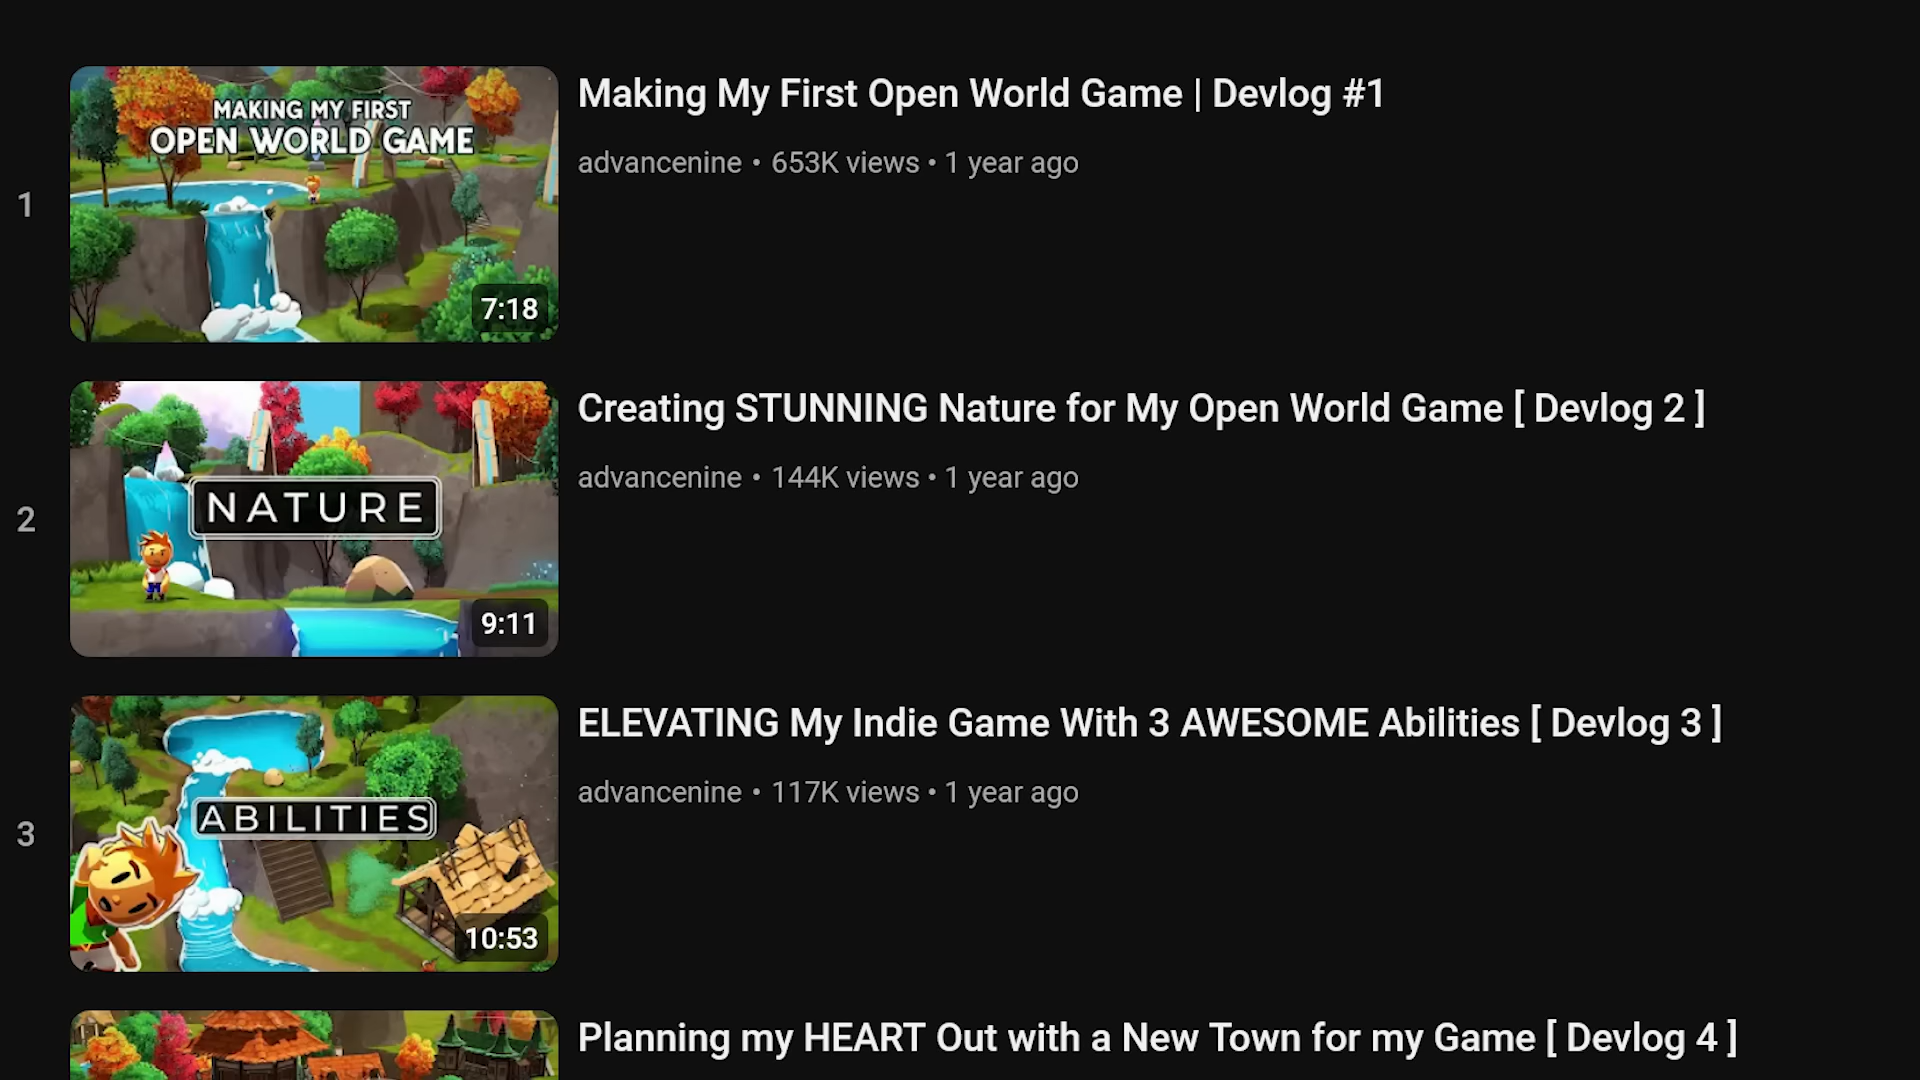 1
MAKING MY FIRST
OPEN WORLD GAME
7:18
Making My First Open World Game | Devlog #1
advancenine • 653K views • 1 year ago
2
NATURE
9:11
Creating STUNNING Nature for My Open World Game [ Devlog 2 ]
advancenine • 144K views • 1 year ago
3
ABILITIES
10:53
ELEVATING My Indie Game With 3 AWESOME Abilities [ Devlog 3 ]
advancenine • 117K views • 1 year ago
Planning my HEART Out with a New Town for my Game [ Devlog 4 ]